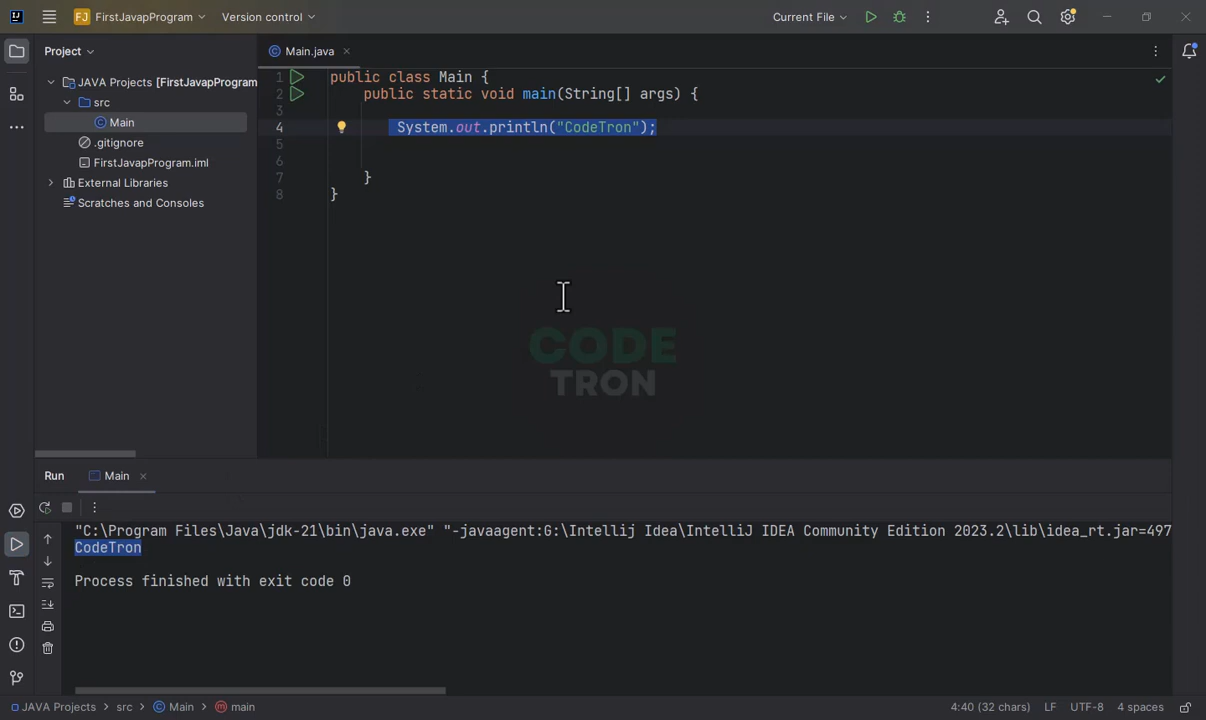 FJ FirstJavapProgram Version control Current File
Project
Main.java
JAVA Projects [FirstJavapProgram
src
Main
.gitignore
FirstJavapProgram.iml
External Libraries
Scratches and Consoles
1 public class Main {
2 public static void main(String[] args) {
3
4 System.out.println("CodeTron");
5
6
7 }
8 }
CODE
TRON
Run Main
"C:\Program Files\Java\jdk-21\bin\java.exe" "-javaagent:G:\Intellij Idea\IntelliJ IDEA Community Edition 2023.2\lib\idea_rt.jar=497
CodeTron
Process finished with exit code 0
JAVA Projects > src > Main > main 4:40 (32 chars) LF UTF-8 4 spaces